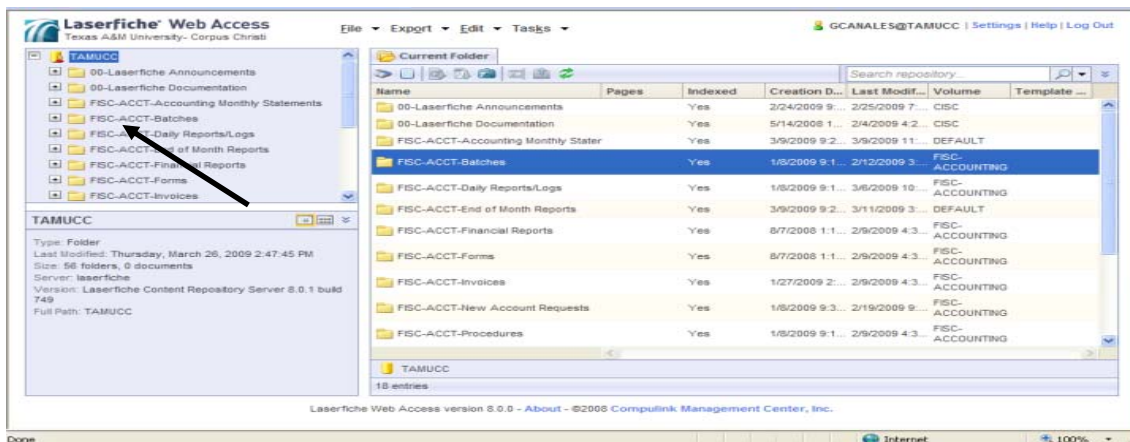 Laserfiche® Web Access
Texas A&M University- Corpus Christi
File Export Edit Tasks
GCANALES@TAMUCC | Settings | Help | Log Out
TAMUCC
00-Laserfiche Announcements
00-Laserfiche Documentation
FISC-ACCT-Accounting Monthly Statements
FISC-ACCT-Batches
FISC-ACCT-Daily Reports/Logs
FISC-ACCT-End of Month Reports
FISC-ACCT-Financial Reports
FISC-ACCT-Forms
FISC-ACCT-Invoices
TAMUCC
Type: Folder
Last Modified: Thursday, March 26, 2009 2:47:45 PM
Size: 56 folders, 0 documents
Server: laserfiche
Version: Laserfiche Content Repository Server 8.0.1 build
749
Full Path: TAMUCC
Current Folder
Search repository...
Name Pages Indexed Creation D... Last Modif... Volume Template ...
00-Laserfiche Announcements Yes 2/24/2009 9:... 2/25/2009 7:... CISC
00-Laserfiche Documentation Yes 5/14/2008 1... 2/4/2009 4:2... CISC
FISC-ACCT-Accounting Monthly Stater Yes 3/9/2009 9:2... 3/9/2009 11:... DEFAULT
FISC-ACCT-Batches Yes 1/8/2009 9:1... 2/12/2009 3:... FISC-
ACCOUNTING
FISC-ACCT-Daily Reports/Logs Yes 1/8/2009 9:1... 3/6/2009 10:... FISC-
ACCOUNTING
FISC-ACCT-End of Month Reports Yes 3/9/2009 9:2... 3/11/2009 3:... DEFAULT
FISC-ACCT-Financial Reports Yes 8/7/2008 1:1... 2/9/2009 4:3... FISC-
ACCOUNTING
FISC-ACCT-Forms Yes 8/7/2008 1:1... 2/9/2009 4:3... FISC-
ACCOUNTING
FISC-ACCT-Invoices Yes 1/27/2009 2:... 2/9/2009 4:3... FISC-
ACCOUNTING
FISC-ACCT-New Account Requests Yes 1/8/2009 9:3... 2/19/2009 9:... FISC-
ACCOUNTING
FISC-ACCT-Procedures Yes 1/8/2009 9:1... 2/9/2009 4:3... FISC-
ACCOUNTING
TAMUCC
18 entries
Laserfiche Web Access version 8.0.0 - About - ©2008 Compulink Management Center, Inc.
Done Internet 100%